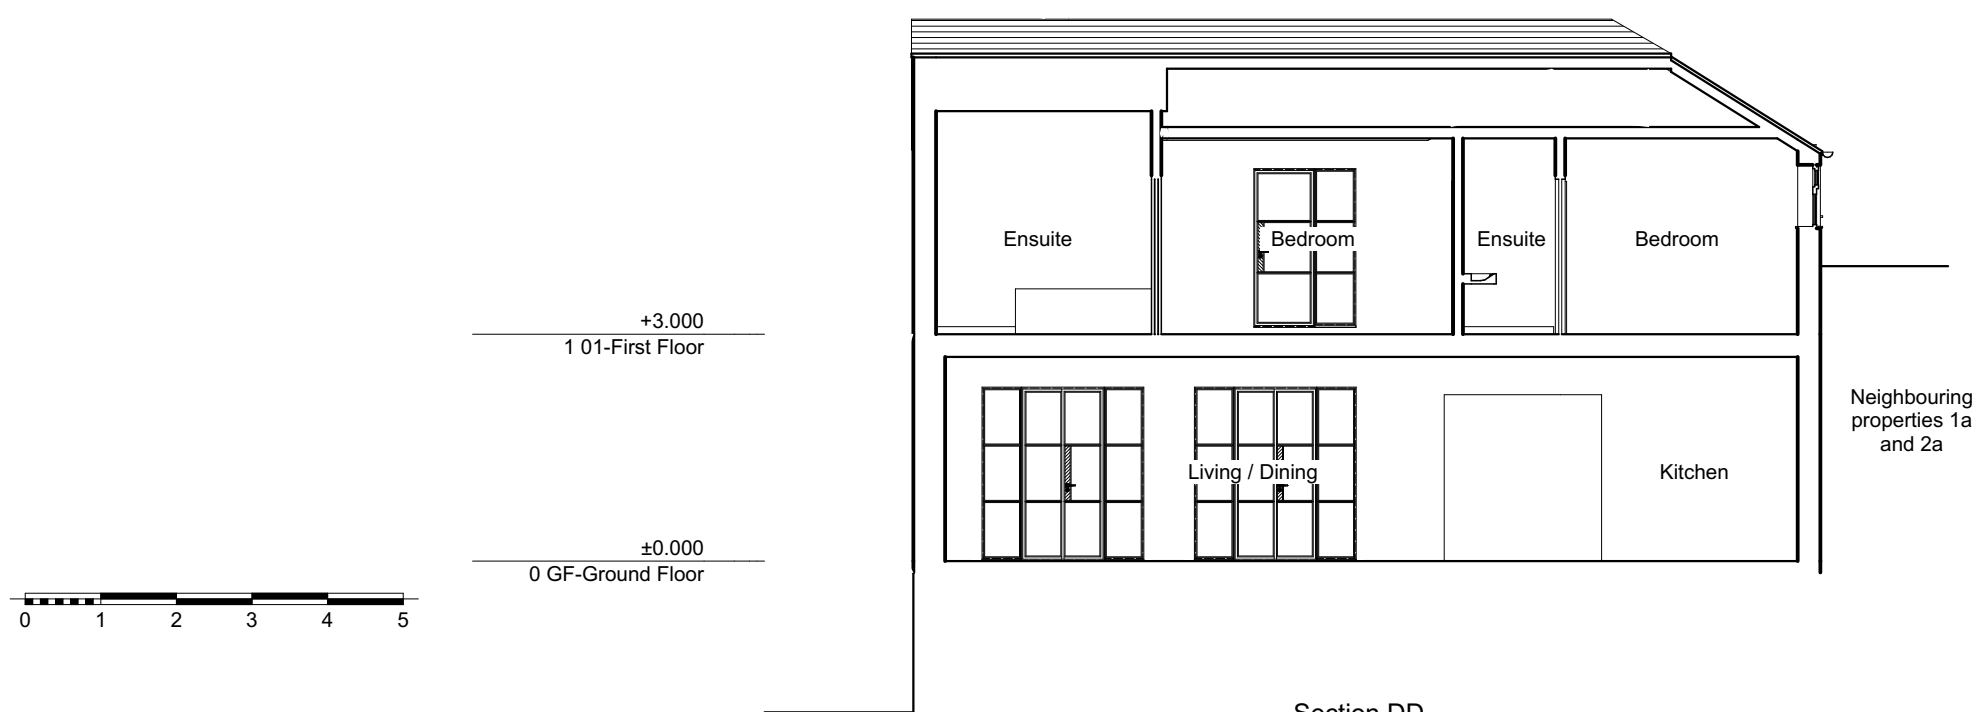 Ensuite
Bedroom
Ensuite
Bedroom
+3.000
1 01-First Floor
Neighbouring
properties 1a
and 2a
Living / Dining
Kitchen
±0.000
0 GF-Ground Floor
0 1 2 3 4 5
Section DD